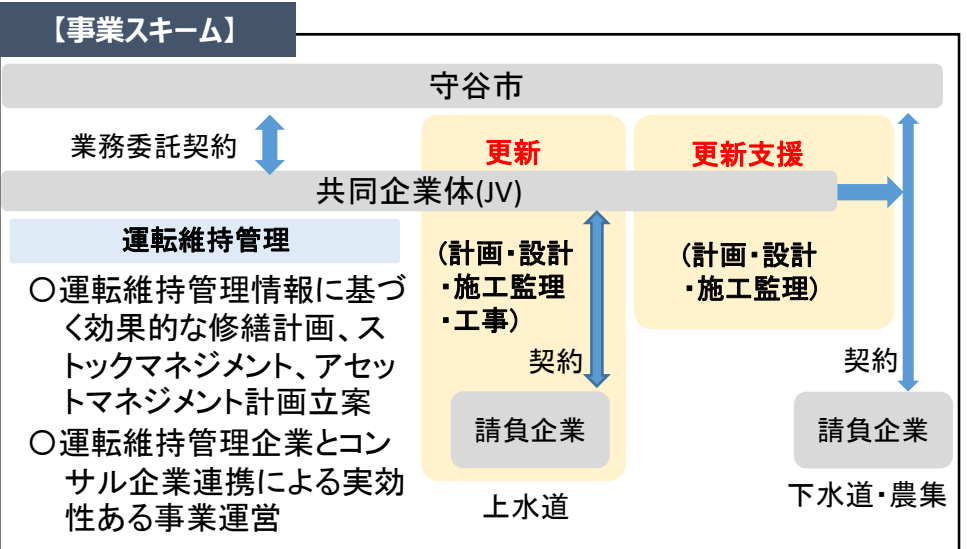 【事業スキーム】
守谷市
業務委託契約
更新
更新支援
共同企業体(JV)
運転維持管理
○運転維持管理情報に基づ
く効果的な修繕計画、ス
トックマネジメント、アセッ
トマネジメント計画立案
○運転維持管理企業とコン
サル企業連携による実効
性ある事業運営
(計画・設計
・施工監理
・工事)
契約
請負企業
上水道
(計画・設計
・施工監理)
契約
請負企業
下水道・農集